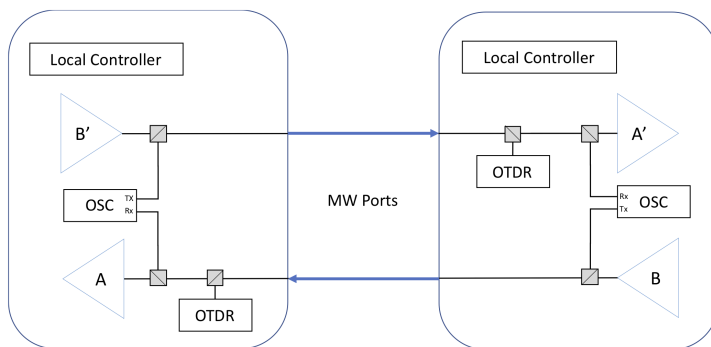 Local Controller
Local Controller
B'
A'
OTDR
OSC
TX
Rx
MW Ports
Rx
Tx
OSC
A
B
OTDR